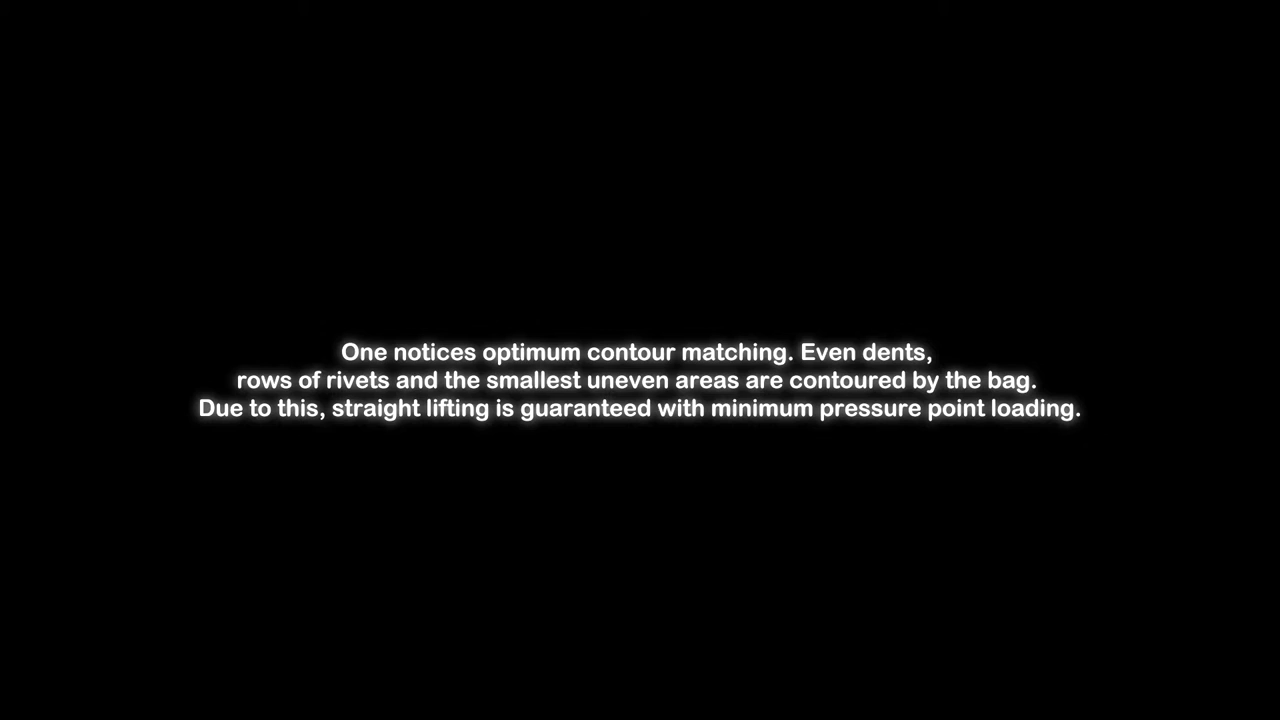 One notices optimum contour matching. Even dents,
rows of rivets and the smallest uneven areas are contoured by the bag.
Due to this, straight lifting is guaranteed with minimum pressure point loading.